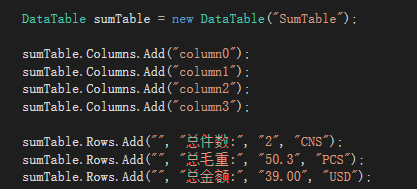 DataTable sumTable = new DataTable("SumTable");
sumTable.Columns.Add("column0");
sumTable.Columns.Add("column1");
sumTable.Columns.Add("column2");
sumTable.Columns.Add("column3");
sumTable.Rows.Add("", "总件数:", "2", "CNS");
sumTable.Rows.Add("", "总毛重:", "50.3", "PCS");
sumTable.Rows.Add("", "总金额:", "39.00", "USD");